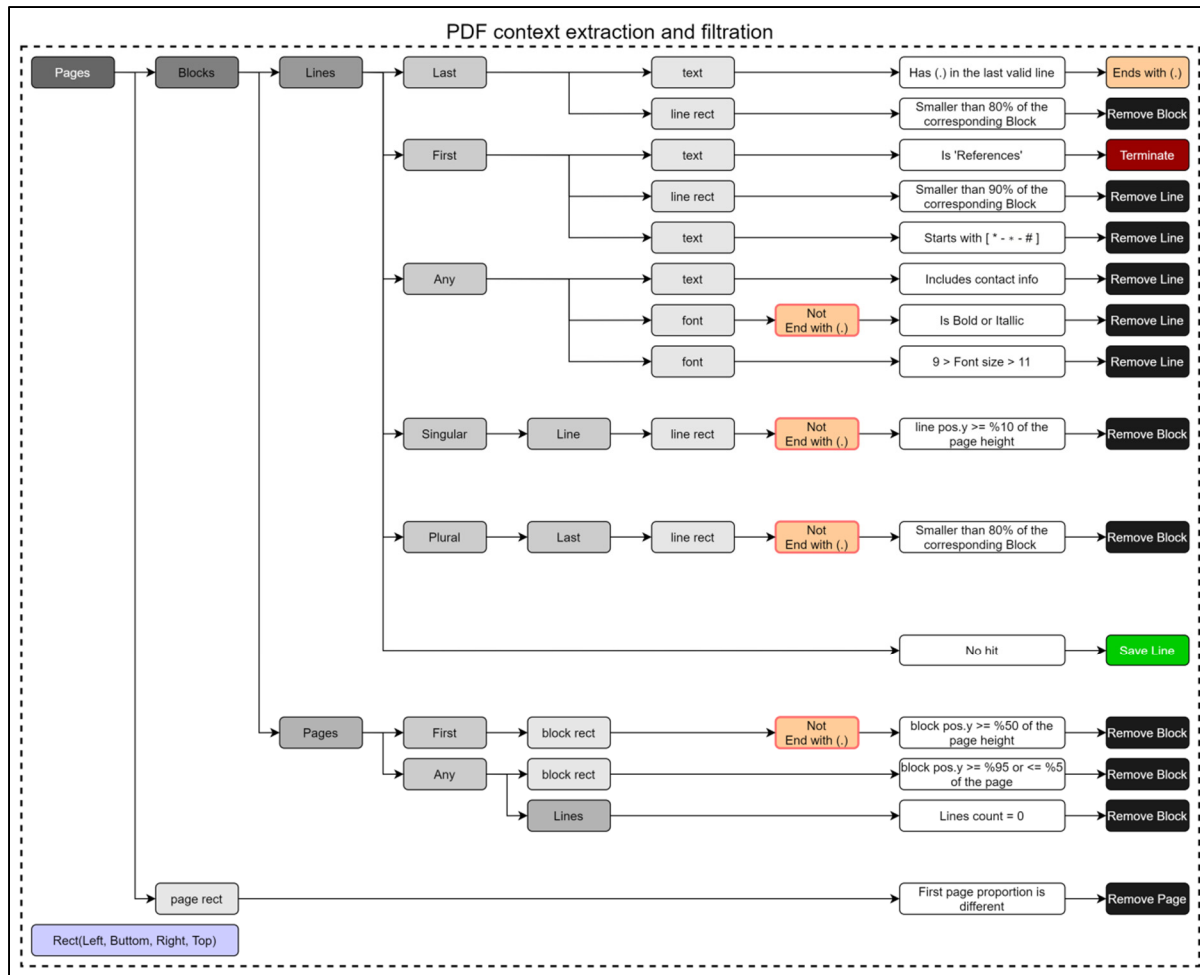 PDF context extraction and filtration
Pages
Blocks
Lines
Last
text
Has (.) in the last valid line
Ends with (.)
line rect
Smaller than 80% of the
corresponding Block
Remove Block
First
text
Is 'References'
Terminate
line rect
Smaller than 90% of the
corresponding Block
Remove Line
text
Starts with [ * - ∗ - # ]
Remove Line
Any
text
Includes contact info
Remove Line
font
Not
End with (.)
Is Bold or Itallic
Remove Line
font
9 > Font size > 11
Remove Line
Singular
Line
line rect
Not
End with (.)
line pos.y >= %10 of the
page height
Remove Block
Plural
Last
line rect
Not
End with (.)
Smaller than 80% of the
corresponding Block
Remove Block
No hit
Save Line
Pages
First
block rect
Not
End with (.)
block pos.y >= %50 of the
page height
Remove Block
Any
block rect
block pos.y >= %95 or <= %5
of the page
Remove Block
Lines
Lines count = 0
Remove Block
page rect
First page proportion is
different
Remove Page
Rect(Left, Buttom, Right, Top)